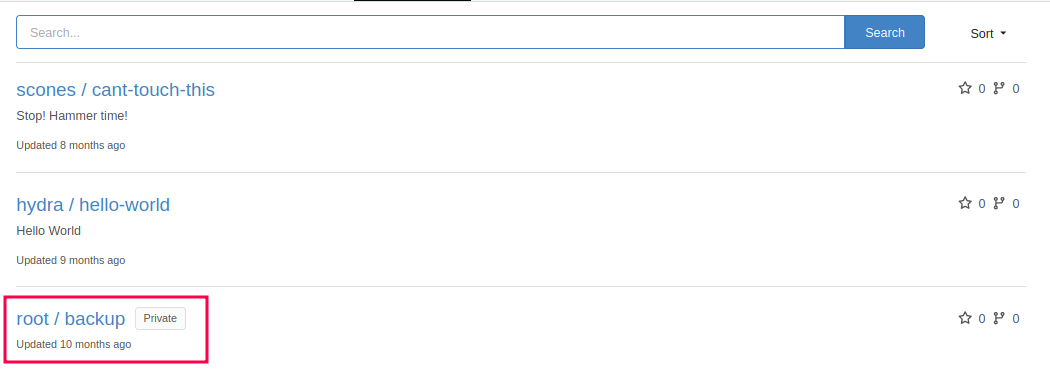 Search... Search Sort
scones / cant-touch-this 0 0
Stop! Hammer time!
Updated 8 months ago
hydra / hello-world 0 0
Hello World
Updated 9 months ago
root / backup Private 0 0
Updated 10 months ago